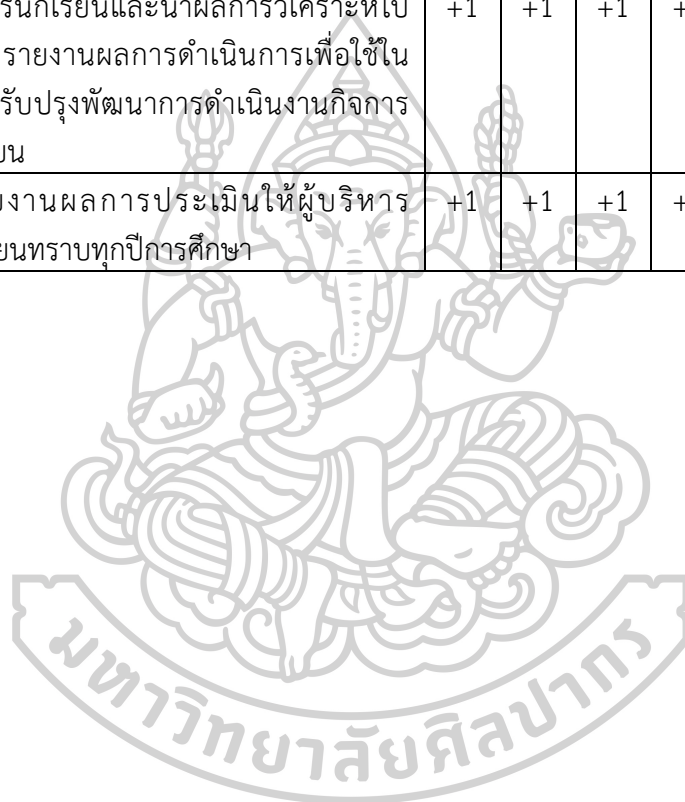 รนักเรียนและนำผลการวิเคราะห์ไป +1 +1 +1 +
รายงานผลการดำเนินการเพื่อใช้ใน
รับปรุงพัฒนาการดำเนินงานกิจการ
ยน
งานผลการประเมินให้ผู้บริหาร +1 +1 +1 +
ยนทราบทุกปีการศึกษา
มหาวิทยาลัยศิลปากร